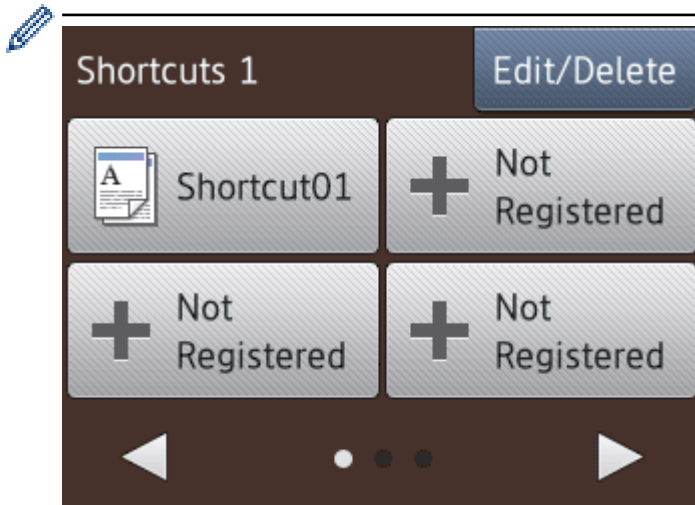 Shortcuts 1
Edit/Delete
A
Shortcut01
Not
Registered
Not
Registered
Not
Registered